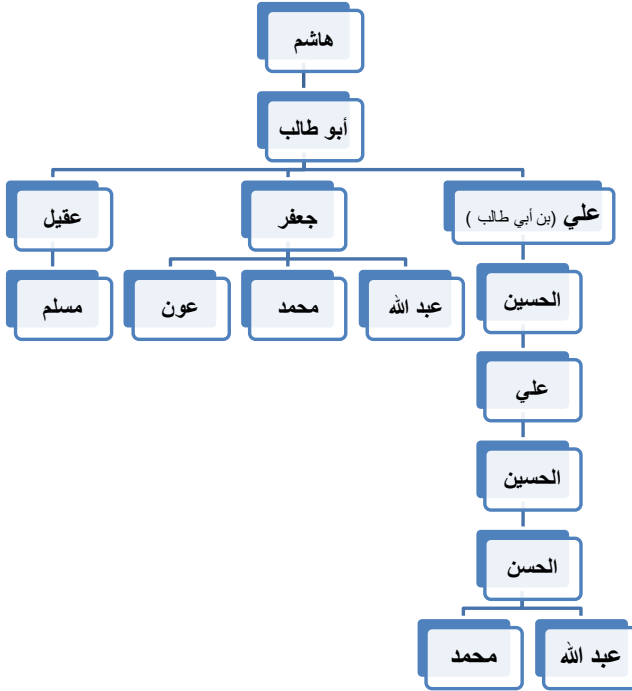 هاشم
أبو طالب
علي (بن أبي طالب )
جعفر
عقيل
الحسين
عبد الله
محمد
عون
مسلم
علي
الحسين
الحسن
عبد الله
محمد